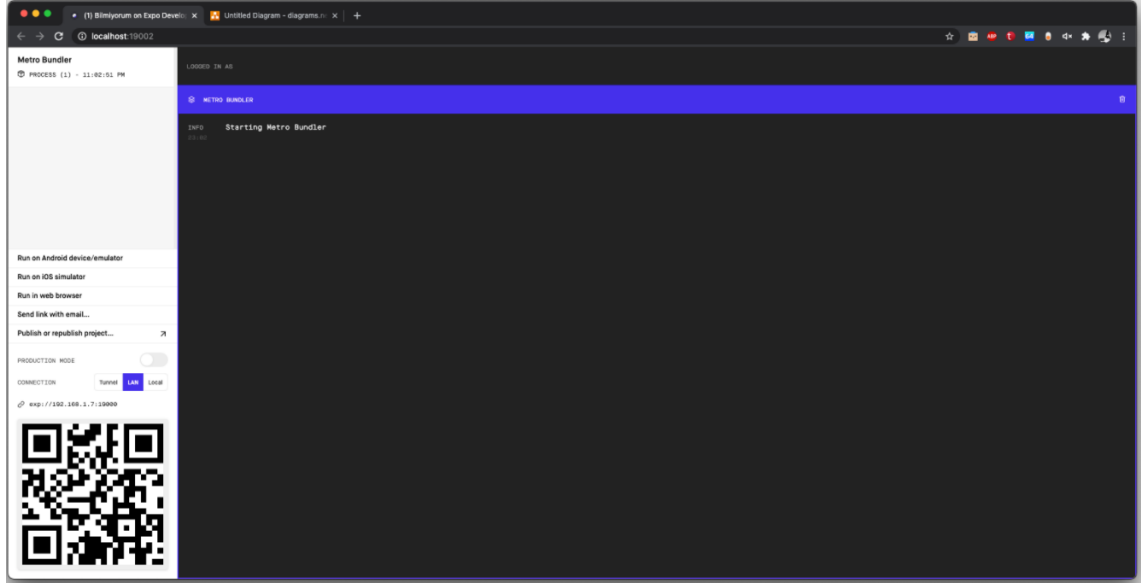 (1) Bilmiyorum on Expo Develo
Untitled Diagram - diagrams.n
localhost:19002
Metro Bundler
PROCESS (1) - 11:02:51 PM
LOGGED IN AS
METRO BUNDLER
INFO Starting Metro Bundler
Run on Android device/emulator
Run on iOS simulator
Run in web browser
Send link with email...
Publish or republish project...
PRODUCTION MODE
CONNECTION Tunnel LAN Local
exp://192.168.1.7:19000